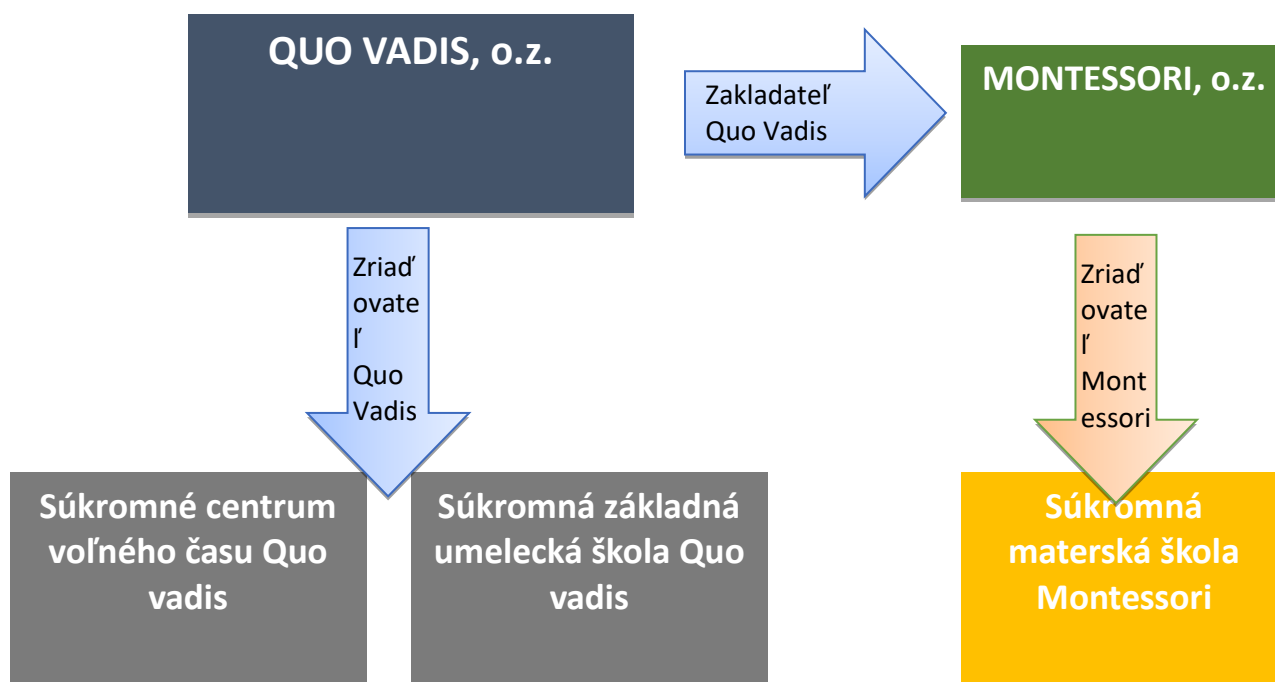 QUO VADIS, o.z.
Zakladateľ
Quo Vadis
MONTESSORI, o.z.
Zriaď
ovate
ľ
Quo
Vadis
Zriaď
ovate
ľ
Mont
essori
Súkromné centrum
voľného času Quo
vadis
Súkromná základná
umelecká škola Quo
vadis
Súkromná
materská škola
Montessori